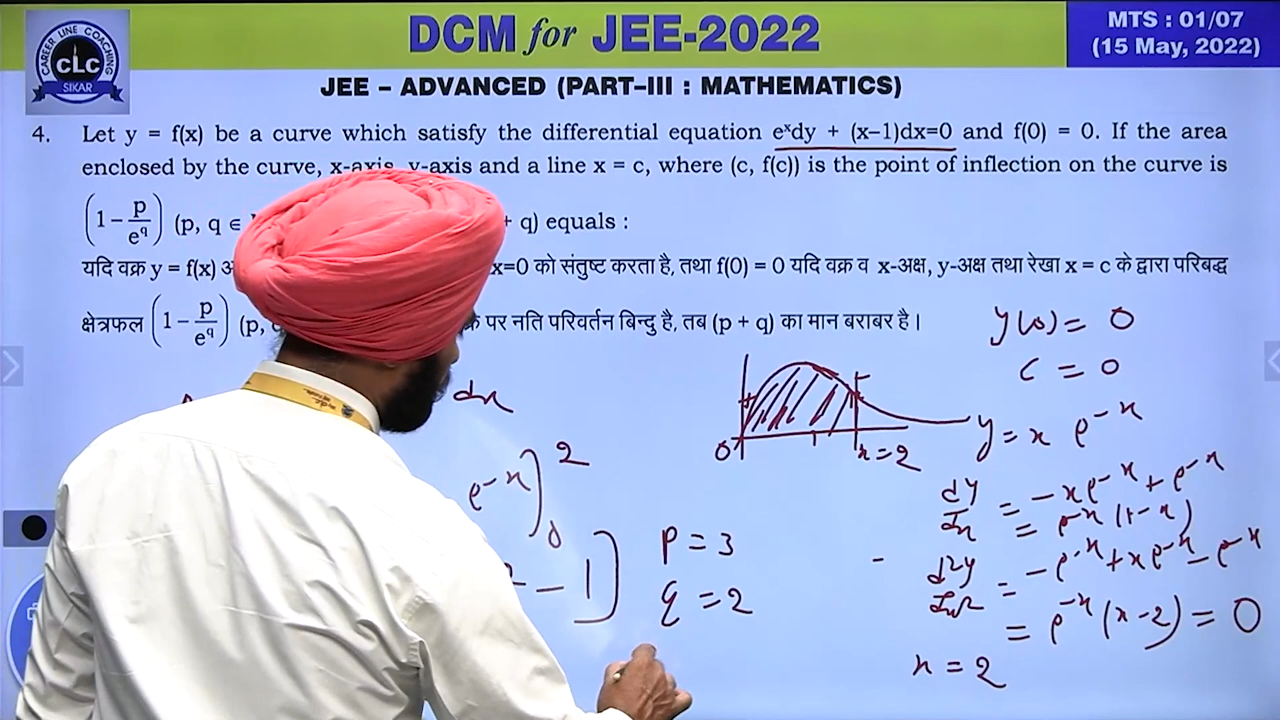 DCM for JEE-2022
MTS : 01/07
(15 May, 2022)
CAREER LINE COACHING
CLC
SIKAR
JEE – ADVANCED (PART–III : MATHEMATICS)
4. Let y = f(x) be a curve which satisfy the differential equation eˣdy + (x–1)dx=0 and f(0) = 0. If the area
enclosed by the curve, x-axis, y-axis and a line x = c, where (c, f(c)) is the point of inflection on the curve is
(1 – p/e^q) (p, q ∈ + q) equals :
यदि वक्र y = f(x) x=0 को संतुष्ट करता है, तथा f(0) = 0 यदि वक्र व x-अक्ष, y-अक्ष तथा रेखा x = c के द्वारा परिबद्ध
क्षेत्रफल (1 – p/e^q) (p, पर नति परिवर्तन बिन्दु है, तब (p + q) का मान बराबर है।
y(0) = 0
c = 0
y = x e^-x
dx
0
x = 2
e^-x]₀²
– 1]
p = 3
q = 2
dy/dx = –xe^-x + e^-x
= e^-x (1-x)
d²y/dx² = –e^-x + xe^-x – e^-x
= e^-x (x-2) = 0
x = 2